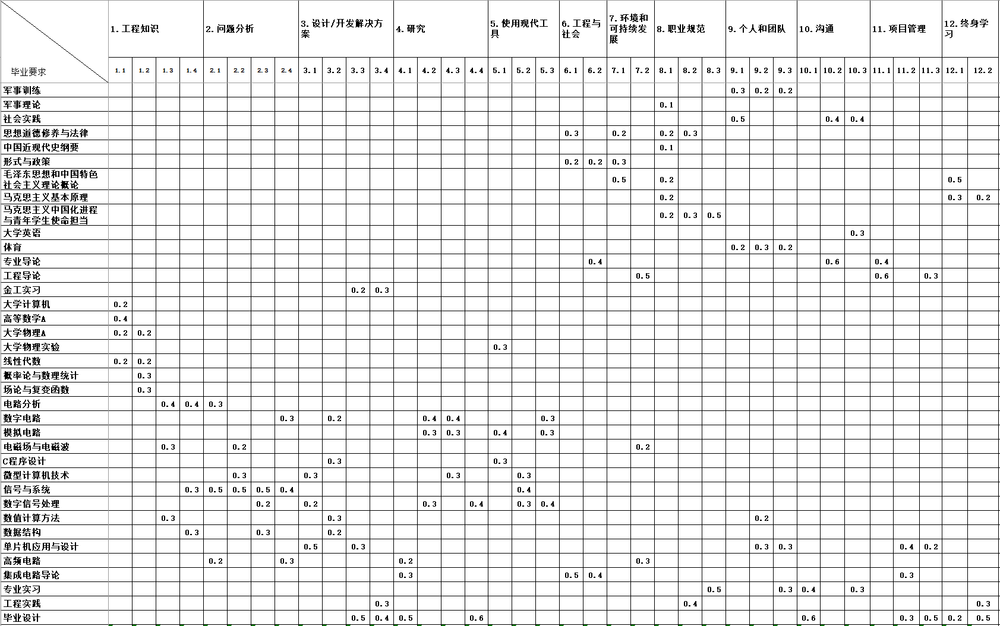 1.工程知识 2.问题分析 3.设计/开发解决方案 4.研究 5.使用现代工具 6.工程与社会 7.环境和可持续发展 8.职业规范 9.个人和团队 10.沟通 11.项目管理 12.终身学习
毕业要求 1.1 1.2 1.3 1.4 2.1 2.2 2.3 2.4 3.1 3.2 3.3 3.4 4.1 4.2 4.3 4.4 5.1 5.2 5.3 6.1 6.2 7.1 7.2 8.1 8.2 8.3 9.1 9.2 9.3 10.1 10.2 10.3 11.1 11.2 11.3 12.1 12.2
军事训练 0.3 0.2 0.2
军事理论 0.1
社会实践 0.5 0.4 0.4
思想道德修养与法律 0.3 0.2 0.2 0.3
中国近现代史纲要 0.1
形式与政策 0.2 0.2 0.3
毛泽东思想和中国特色
社会主义理论概论 0.5 0.2 0.5
马克思主义基本原理 0.2 0.3 0.2
马克思主义中国化进程
与青年学生使命担当 0.2 0.3 0.5
大学英语 0.3
体育 0.2 0.3 0.2
专业导论 0.4 0.6 0.4
工程导论 0.5 0.6 0.3
金工实习 0.2 0.3
大学计算机 0.2
高等数学A 0.4
大学物理A 0.2 0.2
大学物理实验 0.3
线性代数 0.2 0.2
概率论与数理统计 0.3
场论与复变函数 0.3
电路分析 0.4 0.4 0.3
数字电路 0.3 0.2 0.4 0.4 0.3
模拟电路 0.3 0.3 0.4 0.3
电磁场与电磁波 0.3 0.2 0.2
C程序设计 0.3 0.3
微型计算机技术 0.3 0.3 0.3 0.3
信号与系统 0.3 0.5 0.5 0.5 0.4 0.4
数字信号处理 0.2 0.2 0.3 0.4 0.3 0.4
数值计算方法 0.3 0.3 0.2
数据结构 0.3 0.3 0.2
单片机应用与设计 0.5 0.3 0.3 0.3 0.4 0.2
高频电路 0.2 0.3 0.2 0.3
集成电路导论 0.3 0.5 0.4 0.3
专业实习 0.5 0.3 0.4 0.3
工程实践 0.3 0.4 0.3
毕业设计 0.5 0.4 0.5 0.6 0.6 0.3 0.5 0.2 0.5